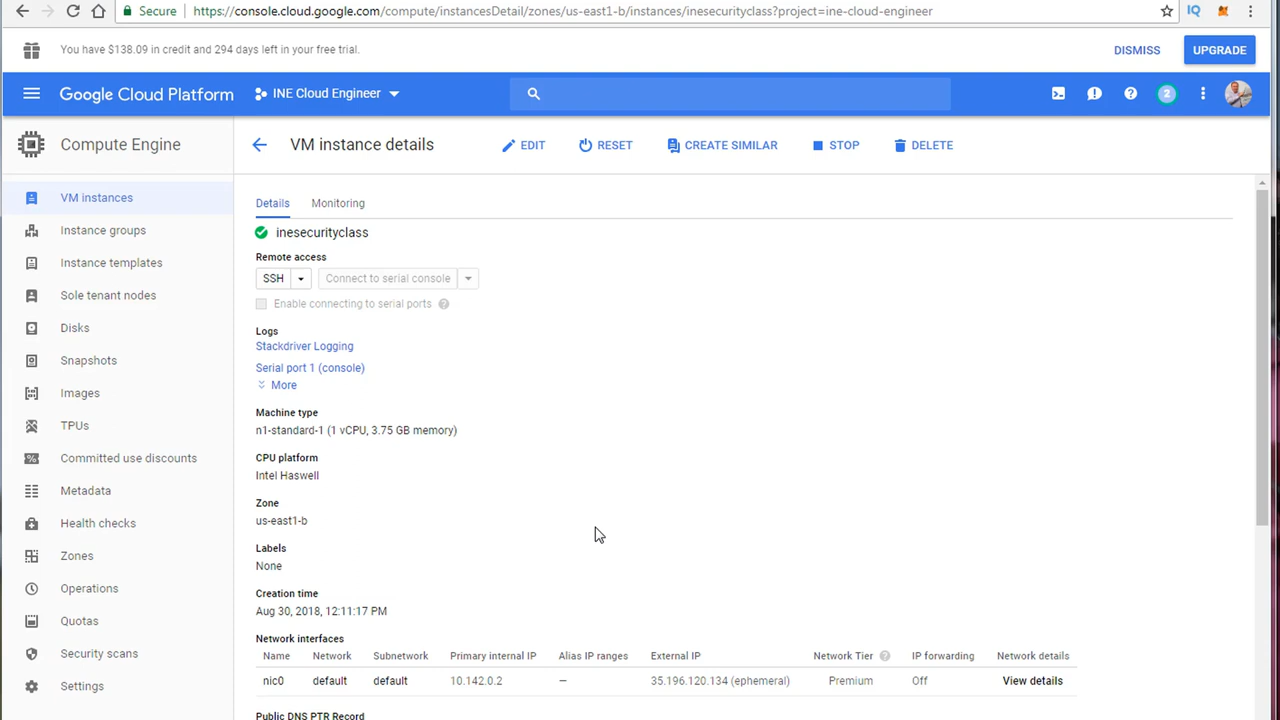 Secure https://console.cloud.google.com/compute/instancesDetail/zones/us-east1-b/instances/inesecurityclass?project=ine-cloud-engineer IQ
You have $138.09 in credit and 294 days left in your free trial. DISMISS UPGRADE
Google Cloud Platform INE Cloud Engineer 2
Compute Engine VM instance details EDIT RESET CREATE SIMILAR STOP DELETE
VM instances
Instance groups
Instance templates
Sole tenant nodes
Disks
Snapshots
Images
TPUs
Committed use discounts
Metadata
Health checks
Zones
Operations
Quotas
Security scans
Settings
Details Monitoring
inesecurityclass
Remote access
SSH Connect to serial console
Enable connecting to serial ports
Logs
Stackdriver Logging
Serial port 1 (console)
More
Machine type
n1-standard-1 (1 vCPU, 3.75 GB memory)
CPU platform
Intel Haswell
Zone
us-east1-b
Labels
None
Creation time
Aug 30, 2018, 12:11:17 PM
Network interfaces
Name Network Subnetwork Primary internal IP Alias IP ranges External IP Network Tier IP forwarding Network details
nic0 default default 10.142.0.2 — 35.196.120.134 (ephemeral) Premium Off View details
Public DNS PTR Record